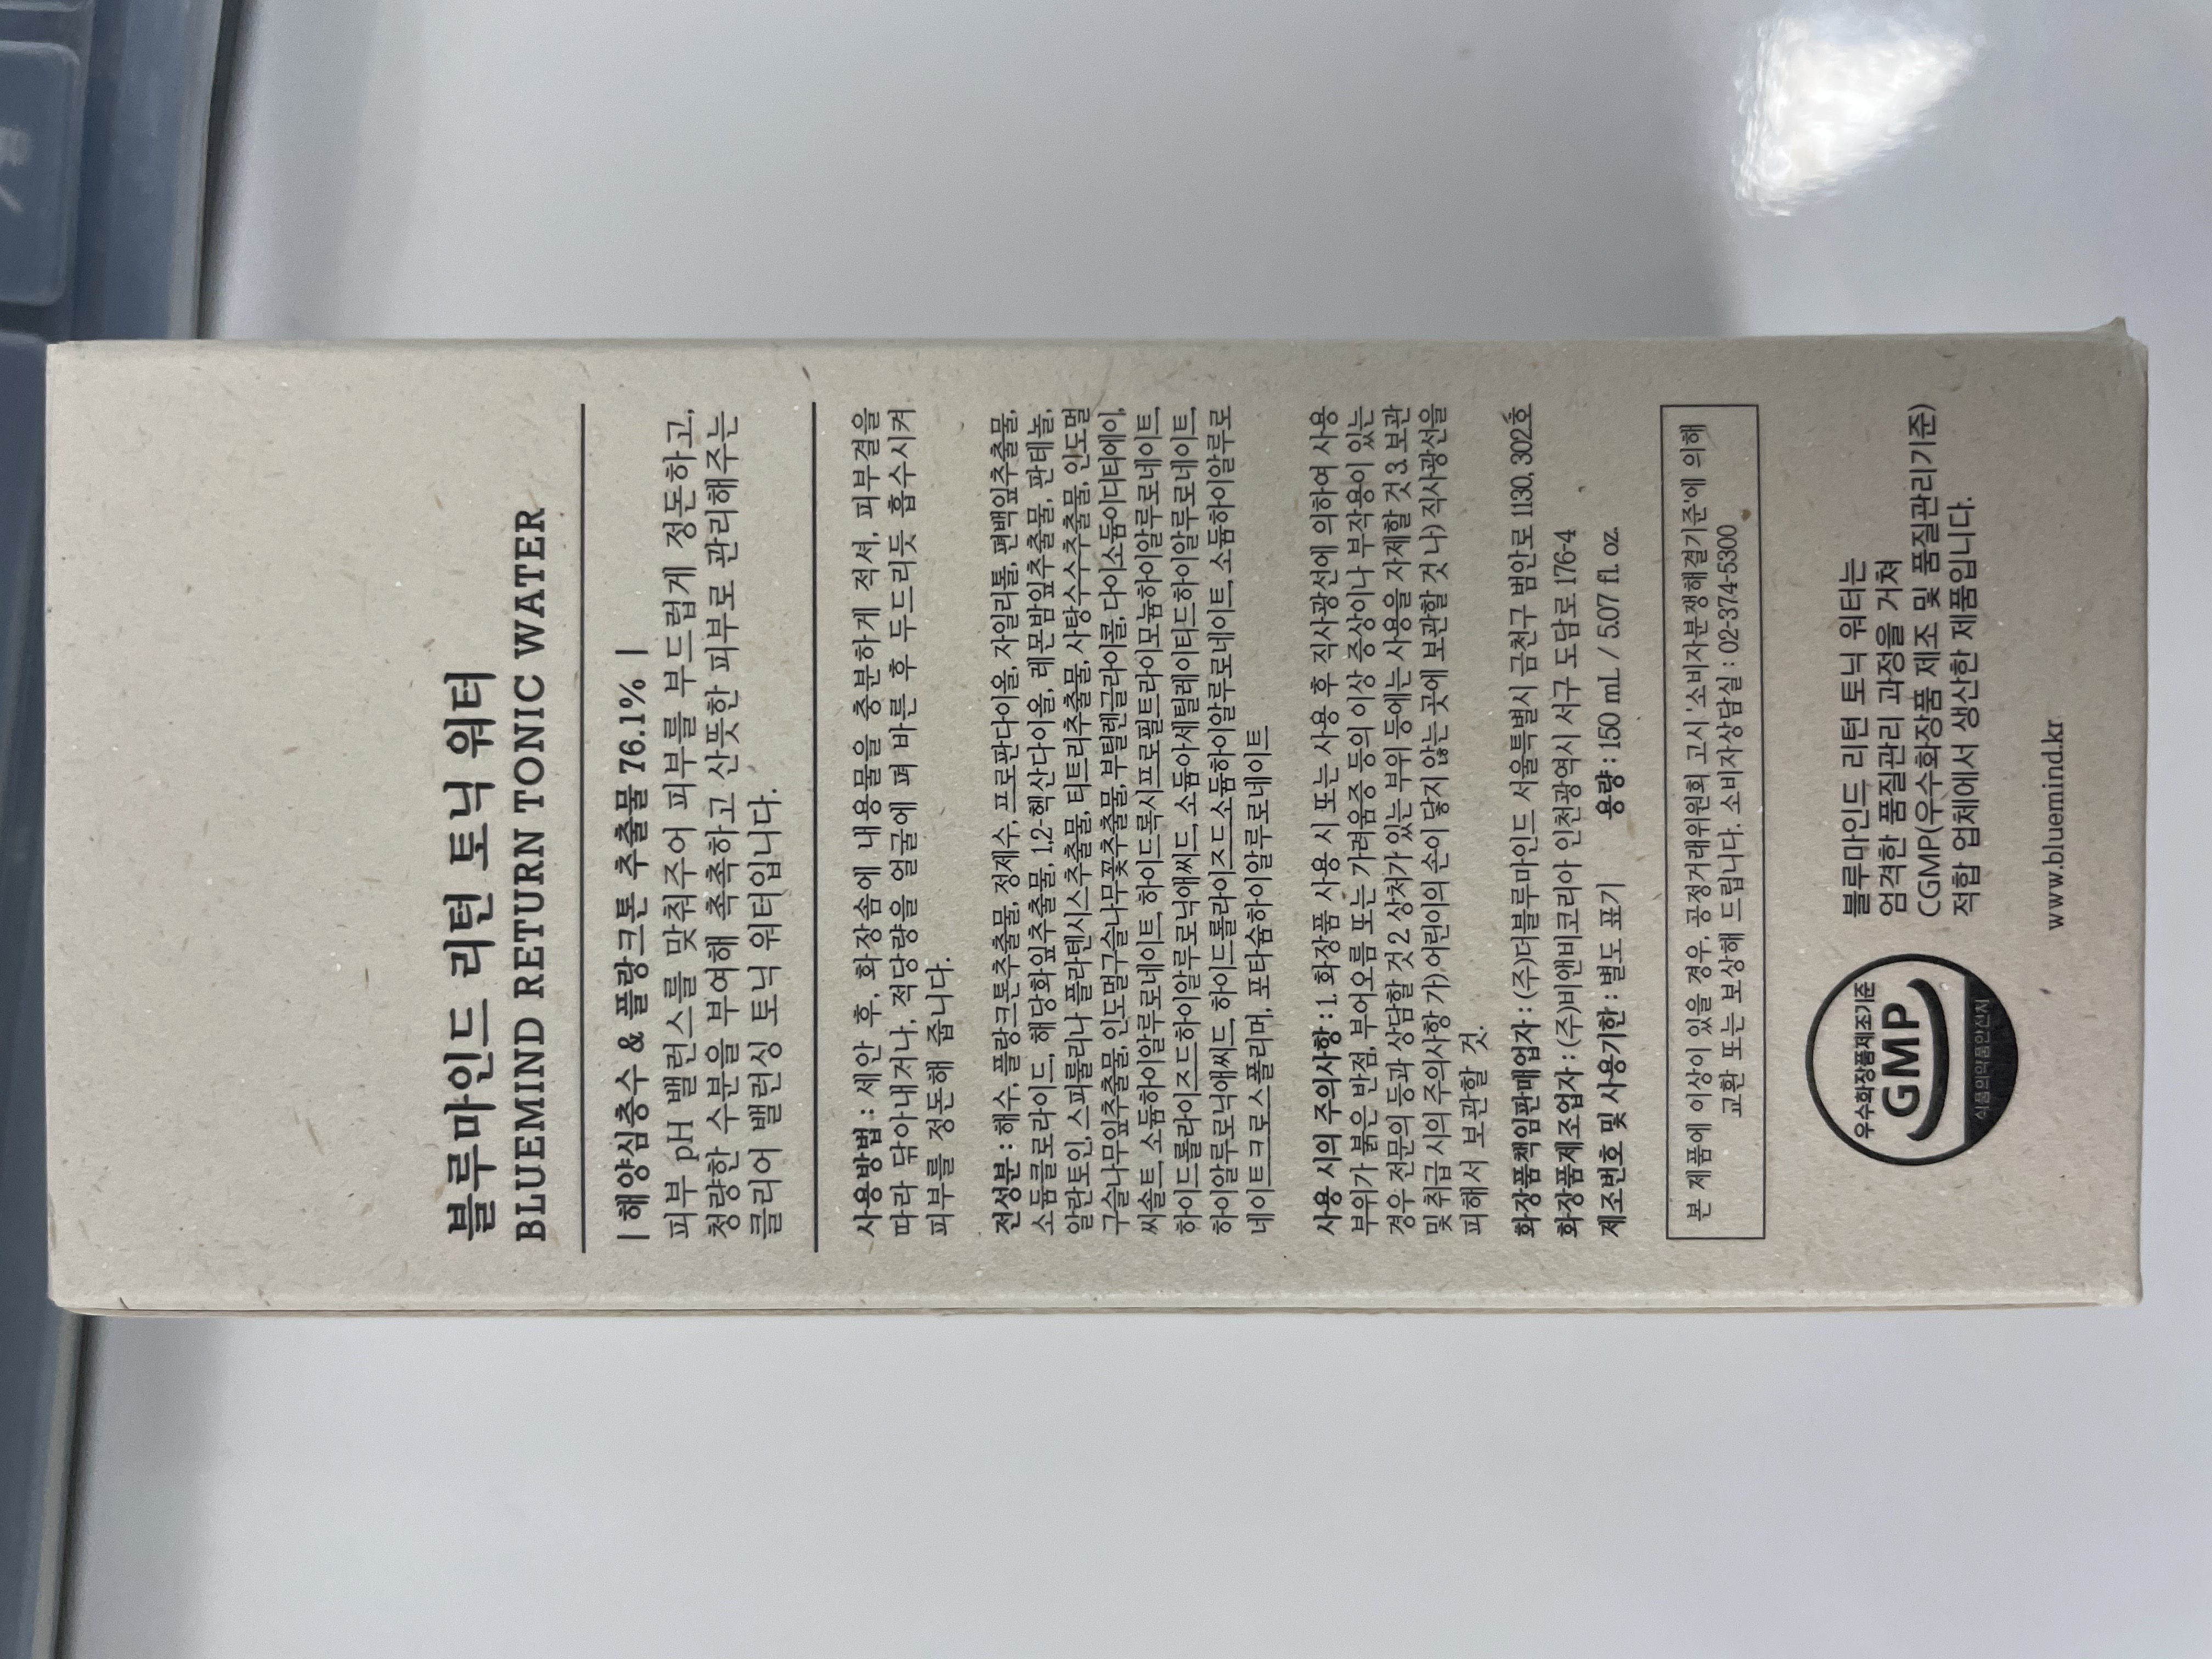 블루마인드 리턴 토닉 워터
BLUEMIND RETURN TONIC WATER
| 해양심층수 & 플랑크톤 추출물 76.1% |
피부 pH 밸런스를 맞춰주어 피부를 부드럽게 정돈하고,
청량한 수분을 부여해 촉촉하고 산뜻한 피부로 관리해주는
클리어 밸런싱 토닉 워터입니다.
사용방법 : 세안 후, 화장솜에 내용물을 충분하게 적셔, 피부결을
따라 닦아내거나, 적당량을 얼굴에 펴 바른 후 두드리듯 흡수시켜
피부를 정돈해 줍니다.
전성분 : 해수, 플랑크톤추출물, 정제수, 프로판다이올, 자일리톨, 편백잎추출물,
소듐클로라이드, 해당화잎추출물, 1,2-헥산다이올, 레몬밤잎추출물, 판테놀,
알란토인, 스피룰리나 플라텐시스추출물, 티트리추출물, 사탕수수추출물, 인도멀
구슬나무잎추출물, 인도멀구슬나무꽃추출물, 부틸렌글라이콜, 다이소듐이디티에이,
씨솔트, 소듐하이알루로네이트, 하이드록시프로필트라이모늄하이알루로네이트,
하이드롤라이즈드하이알루로닉애씨드, 소듐아세틸레이티드하이알루로네이트,
하이알루로닉애씨드, 하이드롤라이즈드소듐하이알루로네이트, 소듐하이알루로
네이트크로스폴리머, 포타슘하이알루로네이트
사용 시의 주의사항 : 1. 화장품 사용 시 또는 사용 후 직사광선에 의하여 사용
부위가 붉은 반점, 부어오름 또는 가려움증 등의 이상 증상이나 부작용이 있는
경우 전문의 등과 상담할 것 2. 상처가 있는 부위 등에는 사용을 자제할 것 3. 보관
및 취급 시의 주의사항 가) 어린이의 손이 닿지 않는 곳에 보관할 것 나) 직사광선을
피해서 보관할 것.
화장품책임판매업자 : (주)더블루마인드 서울특별시 금천구 범안로 1130, 302호
화장품제조업자 : (주)비앤비코리아 인천광역시 서구 도담로 176-4
제조번호 및 사용기한 : 별도 표기 용량 : 150 mL / 5.07 fl. oz.
본 제품에 이상이 있을 경우, 공정거래위원회 고시 '소비자분쟁해결기준'에 의해
교환 또는 보상해 드립니다. 소비자상담실 : 02-374-5300
우수화장품제조기준
GMP
식품의약품안전처
블루마인드 리턴 토닉 워터는
엄격한 품질관리 과정을 거쳐
CGMP(우수화장품 제조 및 품질관리기준)
적합 업체에서 생산한 제품입니다.
www.bluemind.kr